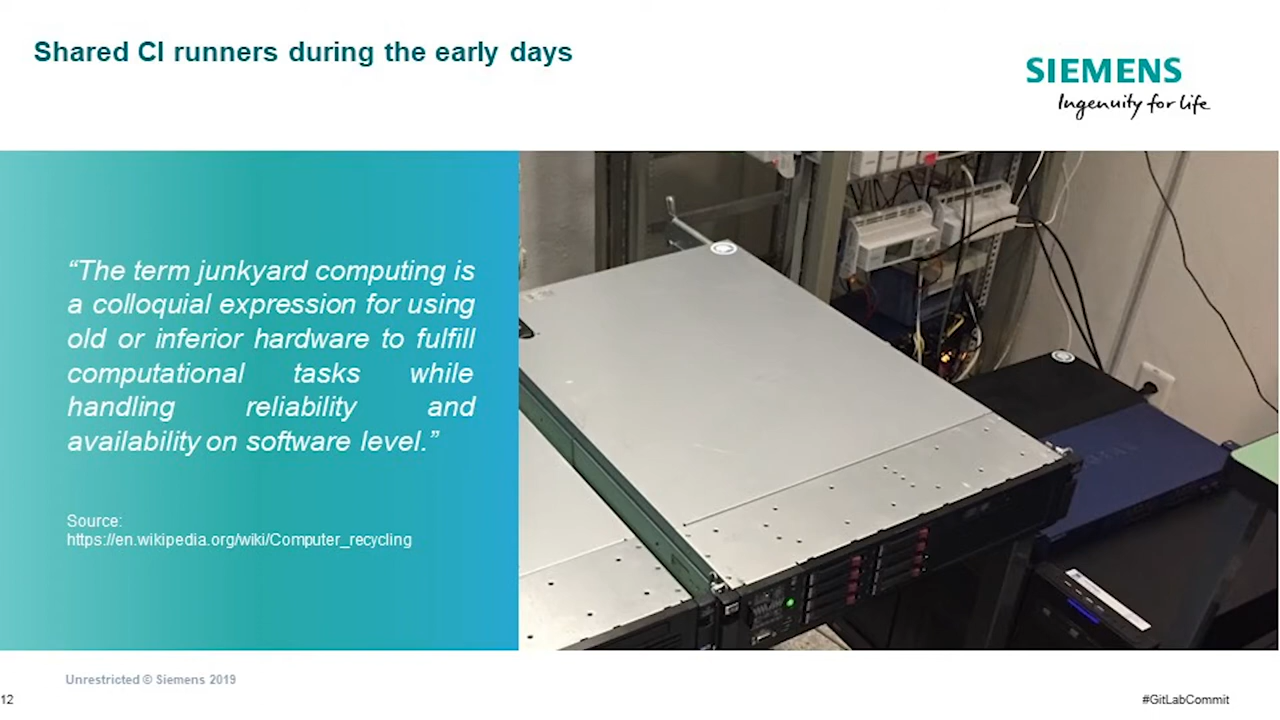 Shared CI runners during the early days
SIEMENS
Ingenuity for life
“The term junkyard computing is
a colloquial expression for using
old or inferior hardware to fulfill
computational tasks while
handling reliability and
availability on software level.”
Source:
https://en.wikipedia.org/wiki/Computer_recycling
Unrestricted © Siemens 2019
12
#GitLabCommit